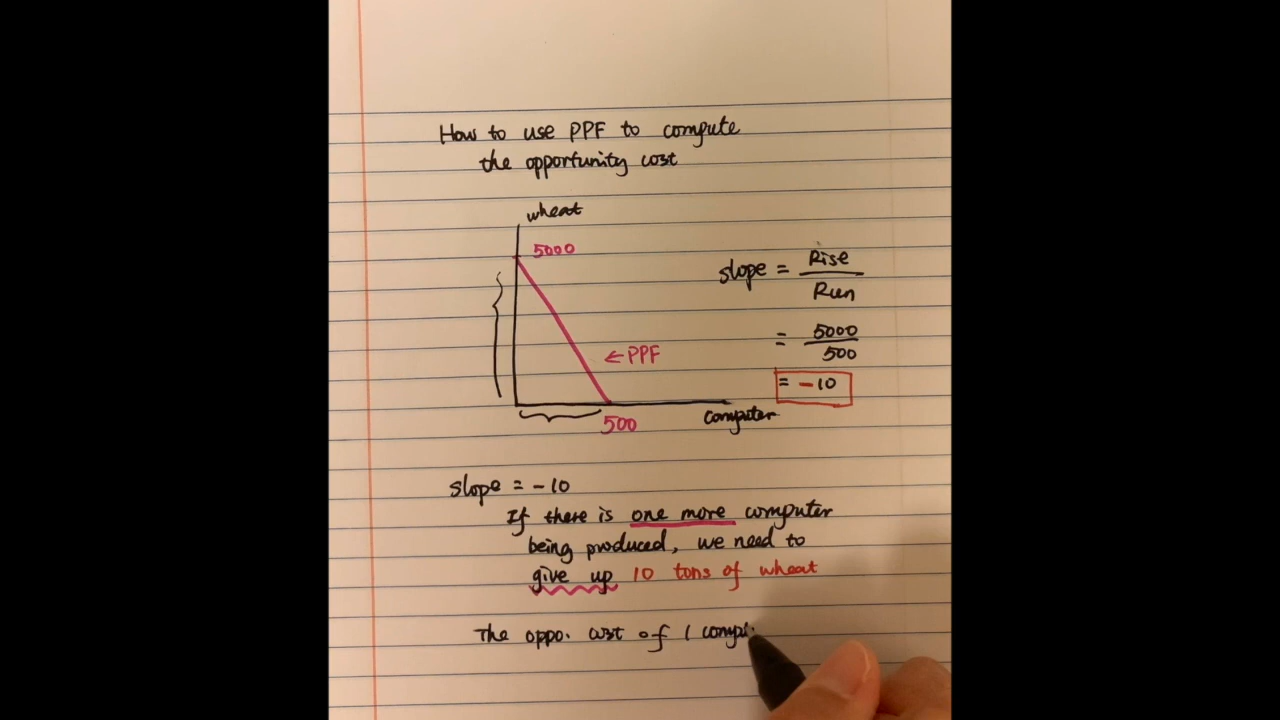 How to use PPF to compute
the opportunity cost
wheat
5000
←PPF
500
computer
slope = Rise
Run
= 5000
500
= -10
slope = -10
If there is one more computer
being produced, we need to
give up 10 tons of wheat
The oppo. cost of 1